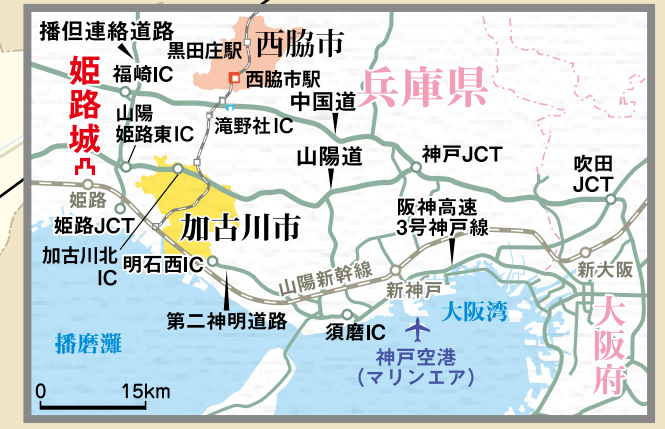 播但連絡道路
黒田庄駅
西脇市
姫路城
福崎IC
西脇市駅
兵庫県
中国道
山陽
姫路東IC
滝野社IC
山陽道
神戸JCT
吹田
JCT
姫路
姫路JCT
加古川市
阪神高速
3号神戸線
加古川北
IC
明石西IC
山陽新幹線
新神戸
新大阪
第二神明道路
須磨IC
大阪湾
大阪府
播磨灘
神戸空港
(マリンエア)
0
15km